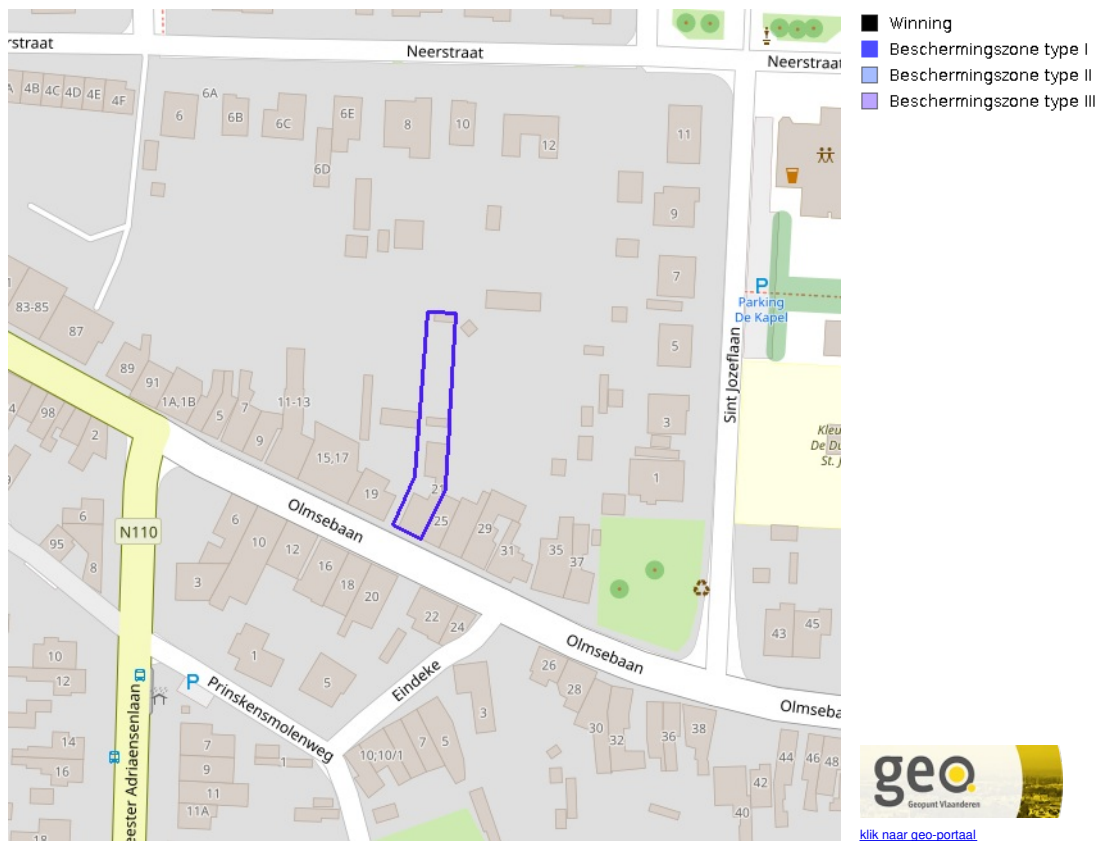 Winning
Beschermingszone type I
Beschermingszone type II
Beschermingszone type III
rstraat
Neerstraat
Neerstraat
4B 4C 4D 4E 4F
6A
6
6B
6C
6E
6D
8
10
12
11
9
7
5
3
1
P
Parking
De Kapel
Sint Jozeflaan
83-85
87
89
91
1A,1B
5
7
9
11-13
15,17
19
21
25
29
31
35
37
98
2
Olmsebaan
N110
6
95
8
6
10
12
3
16
18
20
22
24
1
5
Eindeke
Olmsebaan
43
45
Olmseba
10
12
14
16
18
P
Prinskensmolenweg
eester Adriaensenlaan
7
9
11
11A
1
10;10/1
7
5
3
26
28
30
32
36
38
40
42
44
46
48
geo
Geopunt Vlaanderen
klik naar geo-portaal